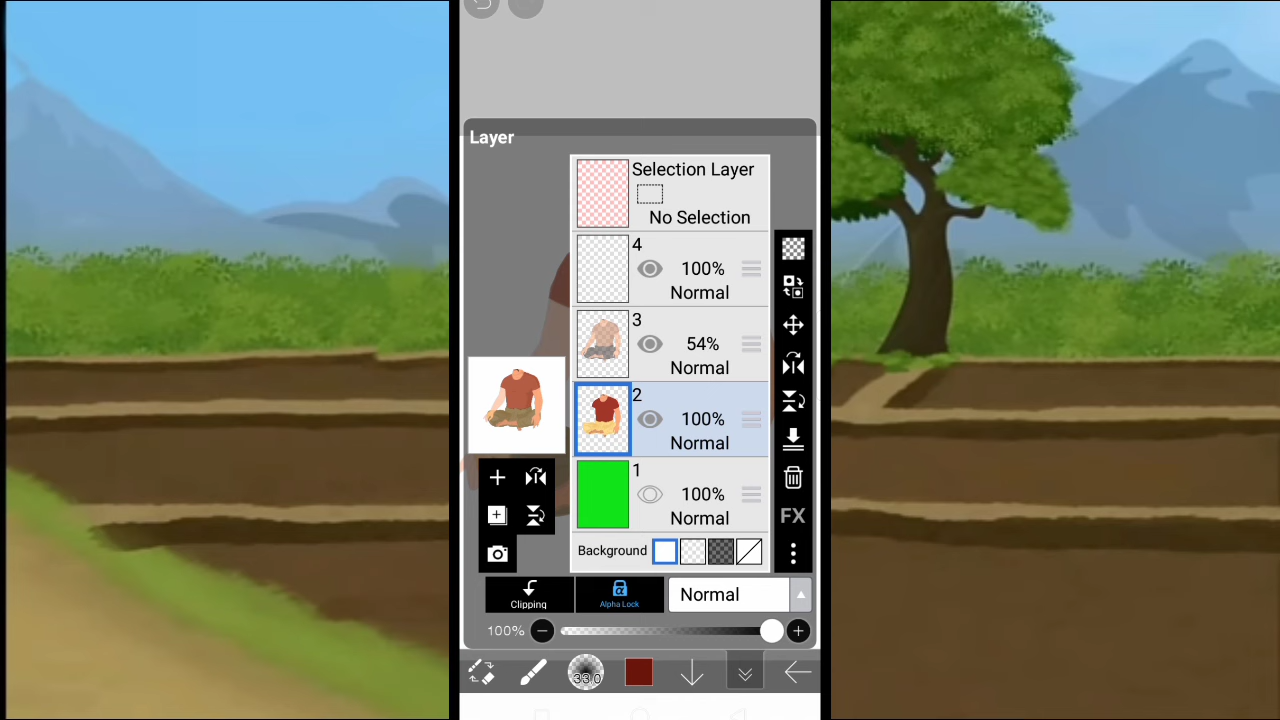 Layer
Selection Layer
No Selection
4
100%
Normal
3
54%
Normal
2
100%
Normal
1
100%
Normal
Background
FX
Clipping
α
Alpha Lock
Normal
100%
33.0